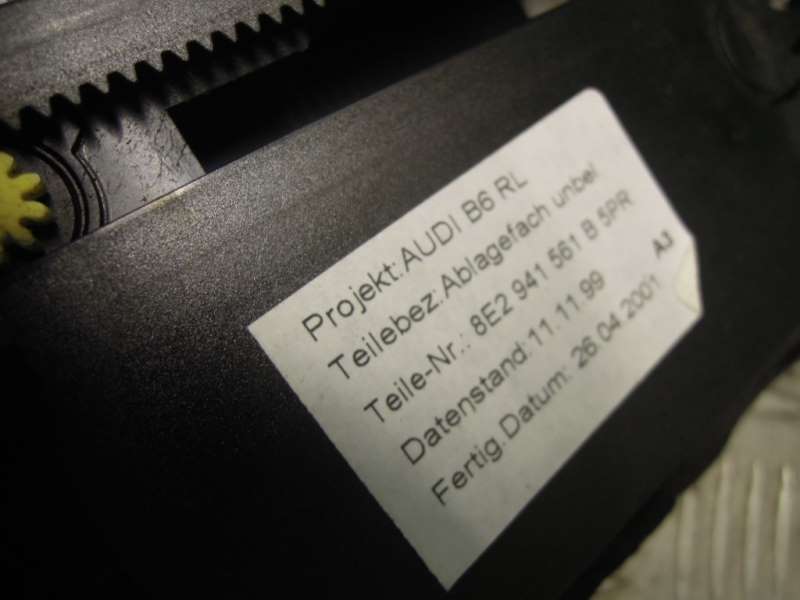 Projekt:AUDI B6 RL
Teilebez:Ablagefach unbel
Teile-Nr.: 8E2 941 561 B 5PR
Datenstand:11.11.99 A3
Fertig.Datum: 26.04.2001